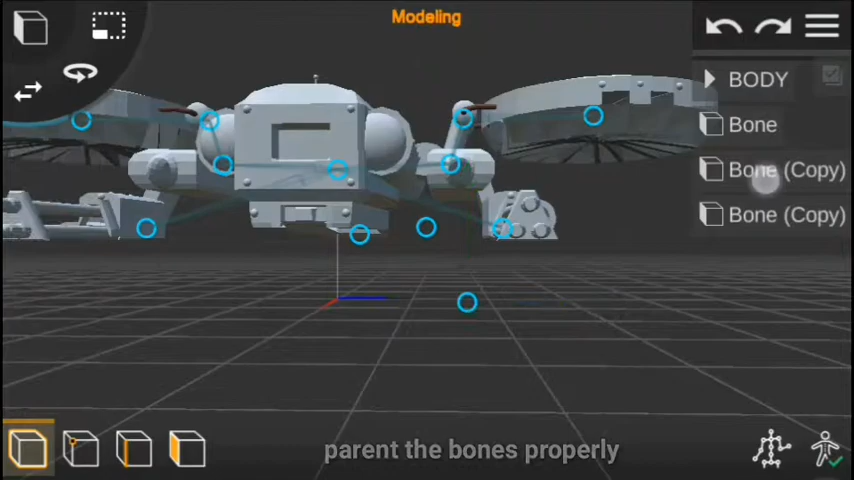 Modeling
BODY
Bone
Bone (Copy)
Bone (Copy)
parent the bones properly